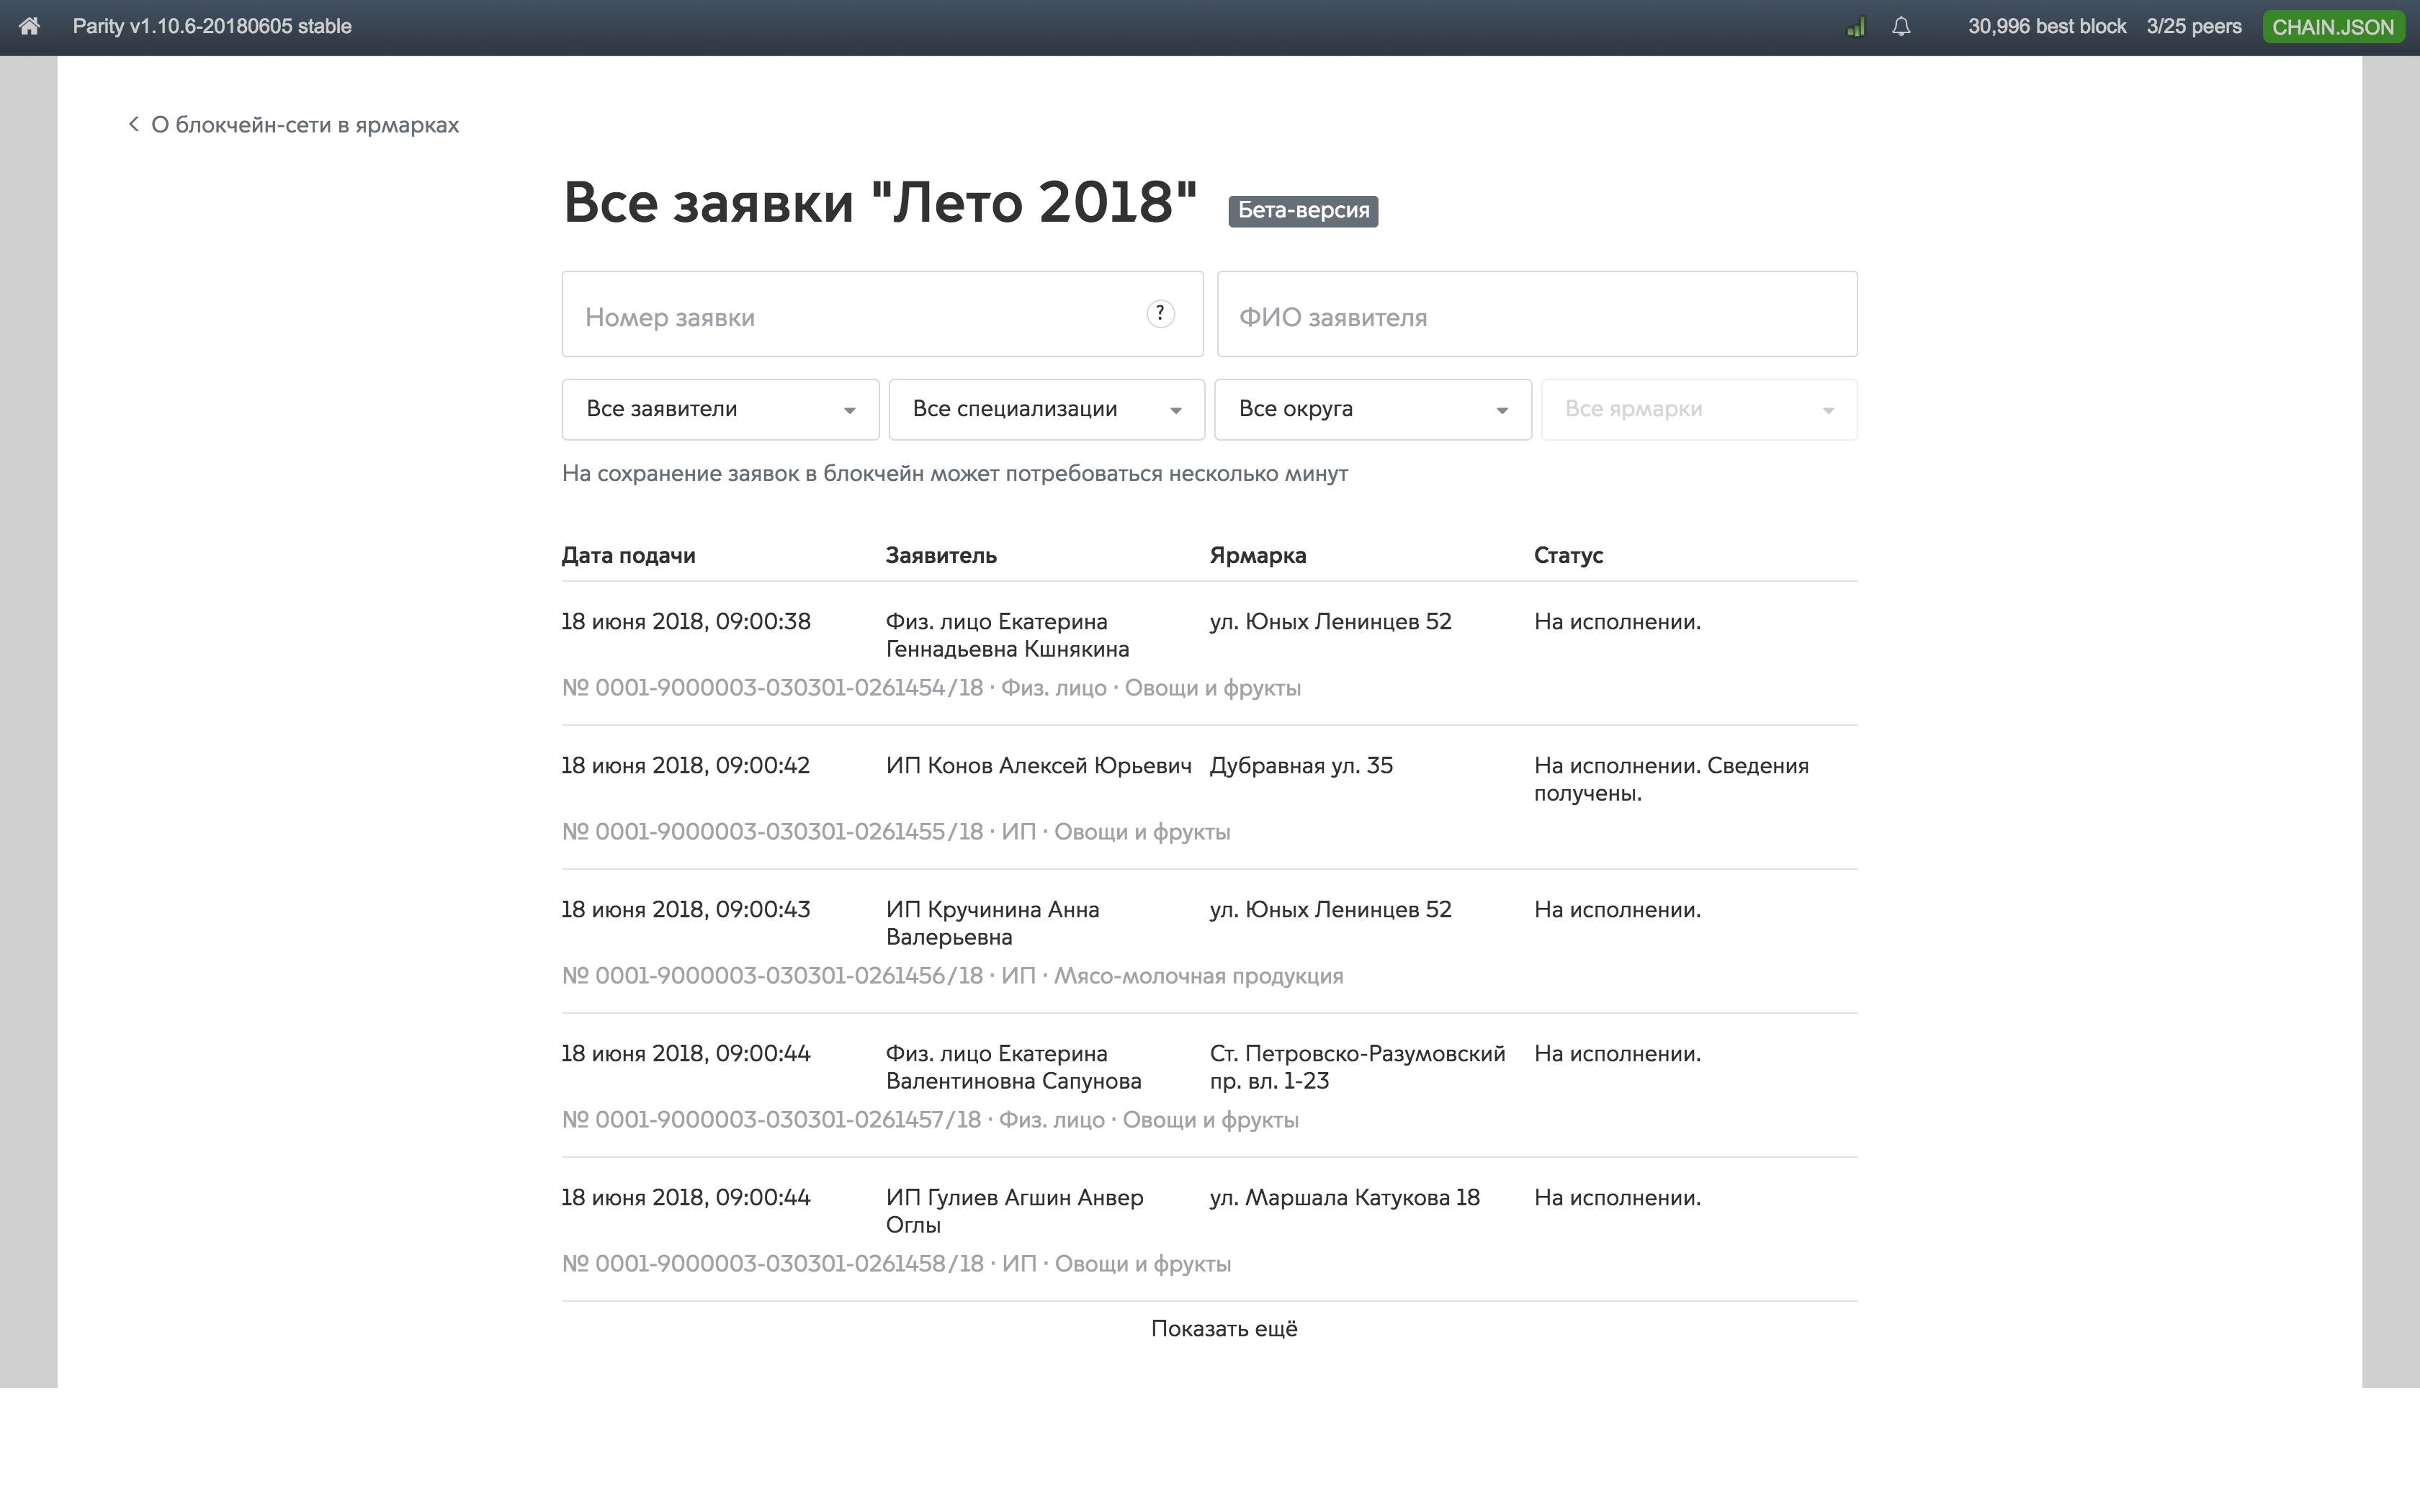 Parity v1.10.6-20180605 stable
30,996 best block 3/25 peers CHAIN.JSON
О блокчейн-сети в ярмарках
Все заявки "Лето 2018" Бета-версия
Номер заявки ? ФИО заявителя
Все заявители Все специализации Все округа Все ярмарки
На сохранение заявок в блокчейн может потребоваться несколько минут
Дата подачи Заявитель Ярмарка Статус
18 июня 2018, 09:00:38 Физ. лицо Екатерина ул. Юных Ленинцев 52 На исполнении.
Геннадьевна Кшнякина
№ 0001-9000003-030301-0261454/18 · Физ. лицо · Овощи и фрукты
18 июня 2018, 09:00:42 ИП Конов Алексей Юрьевич Дубравная ул. 35 На исполнении. Сведения
получены.
№ 0001-9000003-030301-0261455/18 · ИП · Овощи и фрукты
18 июня 2018, 09:00:43 ИП Кручинина Анна ул. Юных Ленинцев 52 На исполнении.
Валерьевна
№ 0001-9000003-030301-0261456/18 · ИП · Мясо-молочная продукция
18 июня 2018, 09:00:44 Физ. лицо Екатерина Ст. Петровско-Разумовский На исполнении.
Валентиновна Сапунова пр. вл. 1-23
№ 0001-9000003-030301-0261457/18 · Физ. лицо · Овощи и фрукты
18 июня 2018, 09:00:44 ИП Гулиев Агшин Анвер ул. Маршала Катукова 18 На исполнении.
Оглы
№ 0001-9000003-030301-0261458/18 · ИП · Овощи и фрукты
Показать ещё